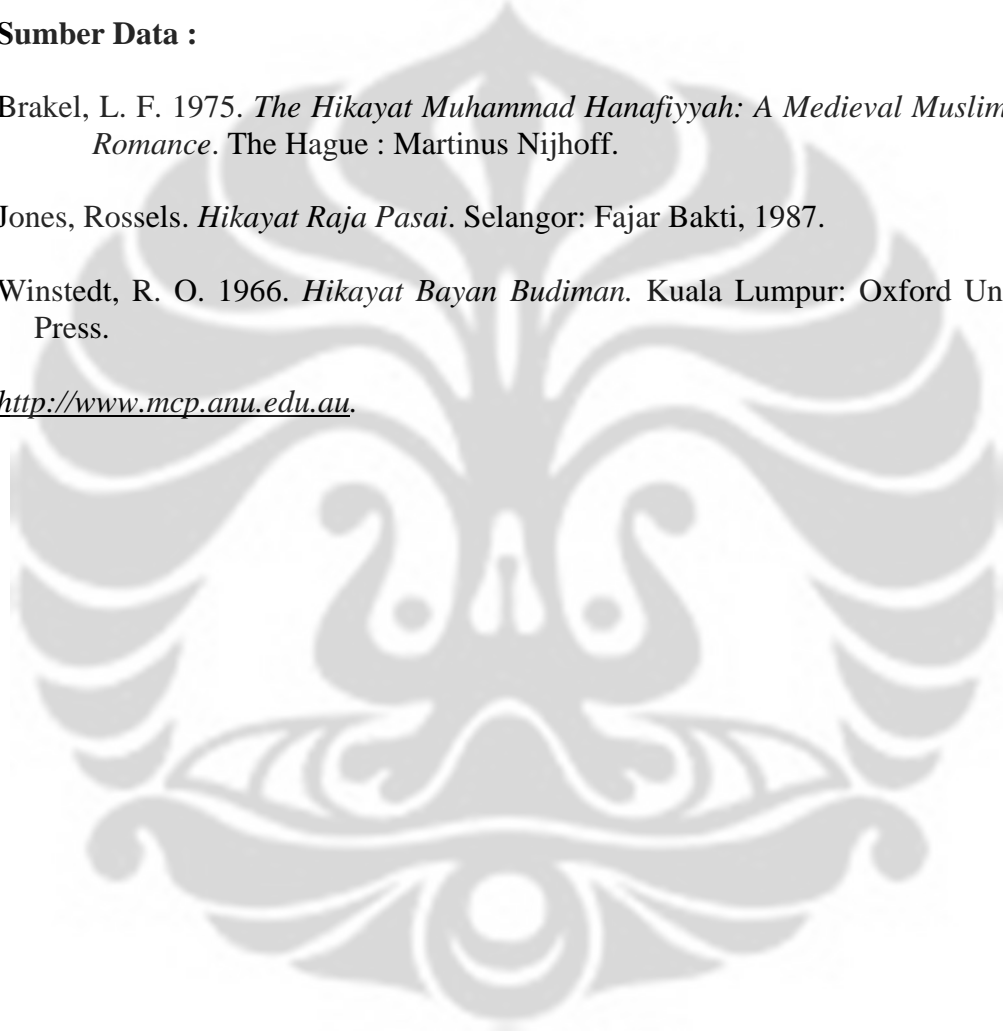 Sumber Data :
Brakel, L. F. 1975. The Hikayat Muhammad Hanafiyyah: A Medieval Muslim
Romance. The Hague : Martinus Nijhoff.
Jones, Rossels. Hikayat Raja Pasai. Selangor: Fajar Bakti, 1987.
Winstedt, R. O. 1966. Hikayat Bayan Budiman. Kuala Lumpur: Oxford Un
Press.
http://www.mcp.anu.edu.au.